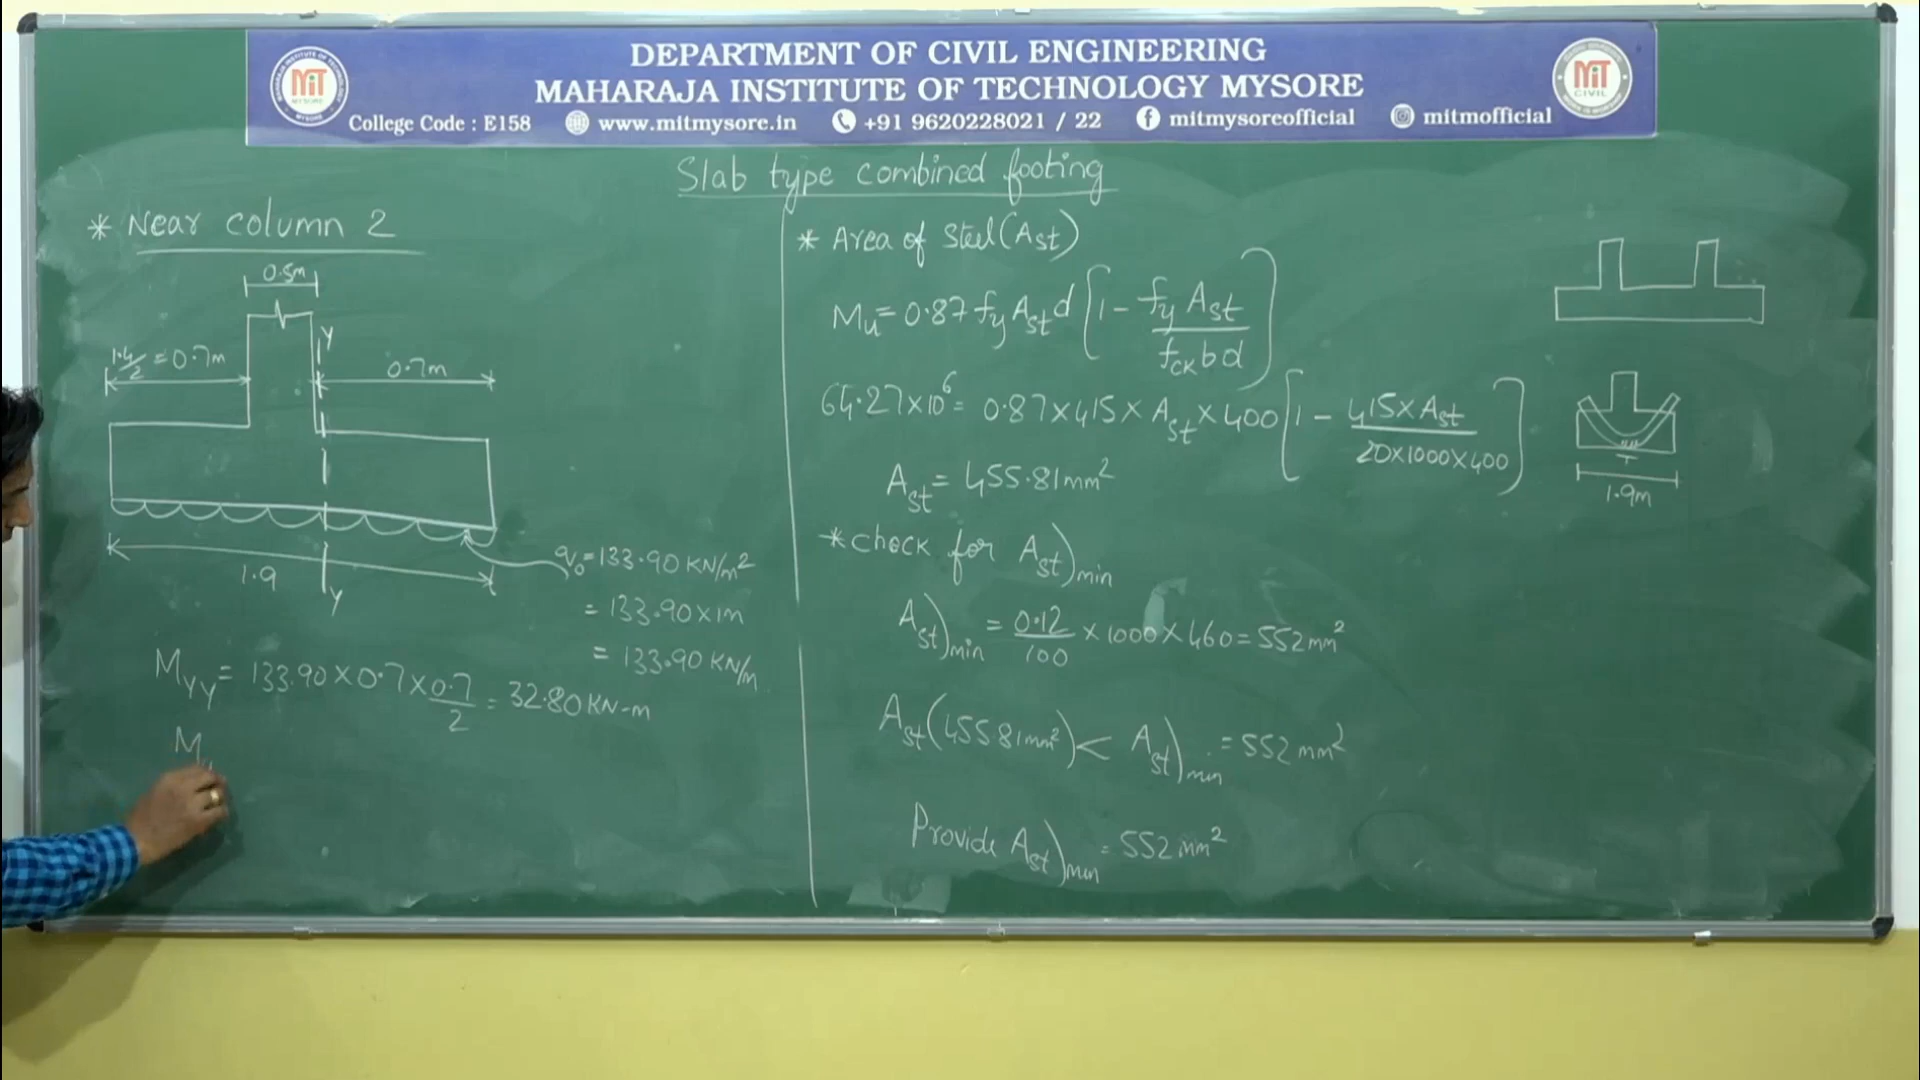 DEPARTMENT OF CIVIL ENGINEERING
MAHARAJA INSTITUTE OF TECHNOLOGY MYSORE
College Code : E158 www.mitmysore.in +91 9620228021 / 22 mitmysoreofficial mitmofficial
MIT
MYSORE
MIT
CIVIL
Slab type combined footing
* Near column 2
0.5m
Y
1.4/2 = 0.7m
0.7m
1.9
Y
q₀ = 133.90 KN/m²
= 133.90 x 1m
= 133.90 KN/m
Myy = 133.90 x 0.7 x 0.7/2 = 32.80 KN-m
Mu
* Area of Steel (Ast)
Mu = 0.87 fy Ast d [1 - fy Ast / fck b d]
64.27 x 10⁶ = 0.87 x 415 x Ast x 400 [1 - 415 x Ast / 20 x 1000 x 400]
Ast = 455.81 mm²
* check for Ast)min
Ast)min = 0.12/100 x 1000 x 460 = 552 mm²
Ast (455.81 mm²) < Ast)min = 552 mm²
Provide Ast)min = 552 mm²
1.9m